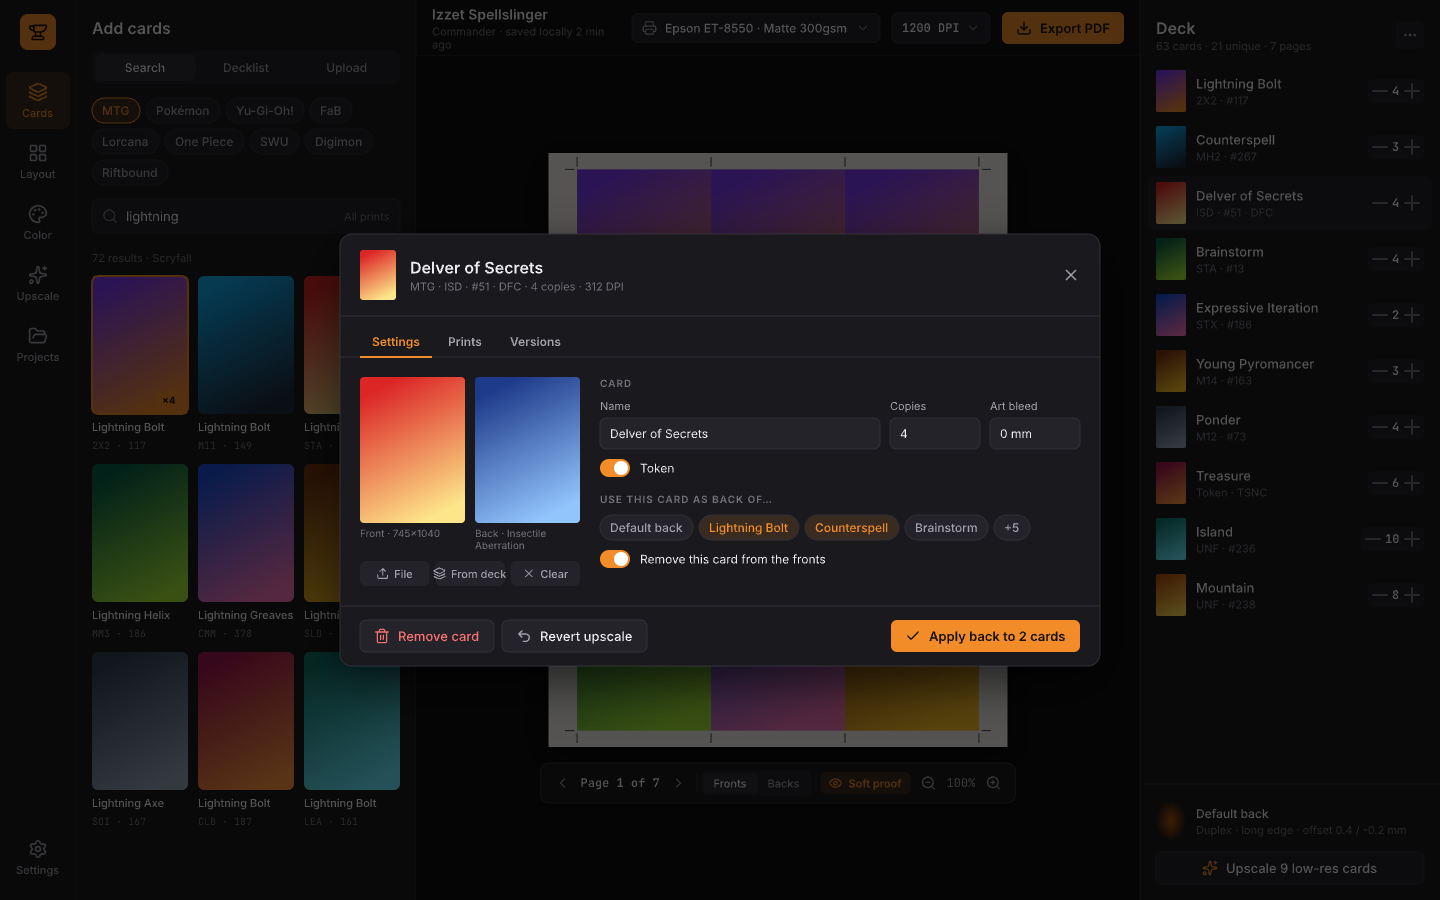 Add cards
Search
Decklist
Upload
MTG
Pokémon
Yu-Gi-Oh!
FaB
Lorcana
One Piece
SWU
Digimon
Riftbound
lightning
All prints
72 results · Scryfall
×4
Lightning Bolt
2X2 · 117
Lightning Bolt
M11 · 149
Lightni
STA ·
Lightning Helix
MM3 · 186
Lightning Greaves
CMM · 378
Lightni
SLD ·
Lightning Axe
SOI · 167
Lightning Bolt
CLB · 187
Lightning Bolt
LEA · 161
Cards
Layout
Color
Upscale
Projects
Settings
Izzet Spellslinger
Commander · saved locally 2 min
ago
Epson ET-8550 · Matte 300gsm
1200 DPI
Export PDF
Delver of Secrets
MTG · ISD · #51 · DFC · 4 copies · 312 DPI
Settings
Prints
Versions
Front · 745×1040
Back · Insectile
Aberration
File
From deck
Clear
CARD
Name
Copies
Art bleed
Delver of Secrets
4
0 mm
Token
USE THIS CARD AS BACK OF…
Default back
Lightning Bolt
Counterspell
Brainstorm
+5
Remove this card from the fronts
Remove card
Revert upscale
Apply back to 2 cards
Page 1 of 7
Fronts
Backs
Soft proof
100%
Deck
63 cards · 21 unique · 7 pages
Lightning Bolt
2X2 · #117
4
Counterspell
MH2 · #267
3
Delver of Secrets
ISD · #51 · DFC
4
Brainstorm
STA · #13
4
Expressive Iteration
STX · #186
2
Young Pyromancer
M14 · #163
3
Ponder
M12 · #73
4
Treasure
Token · TSNC
6
Island
UNF · #236
10
Mountain
UNF · #238
8
Default back
Duplex · long edge · offset 0.4 / -0.2 mm
Upscale 9 low-res cards